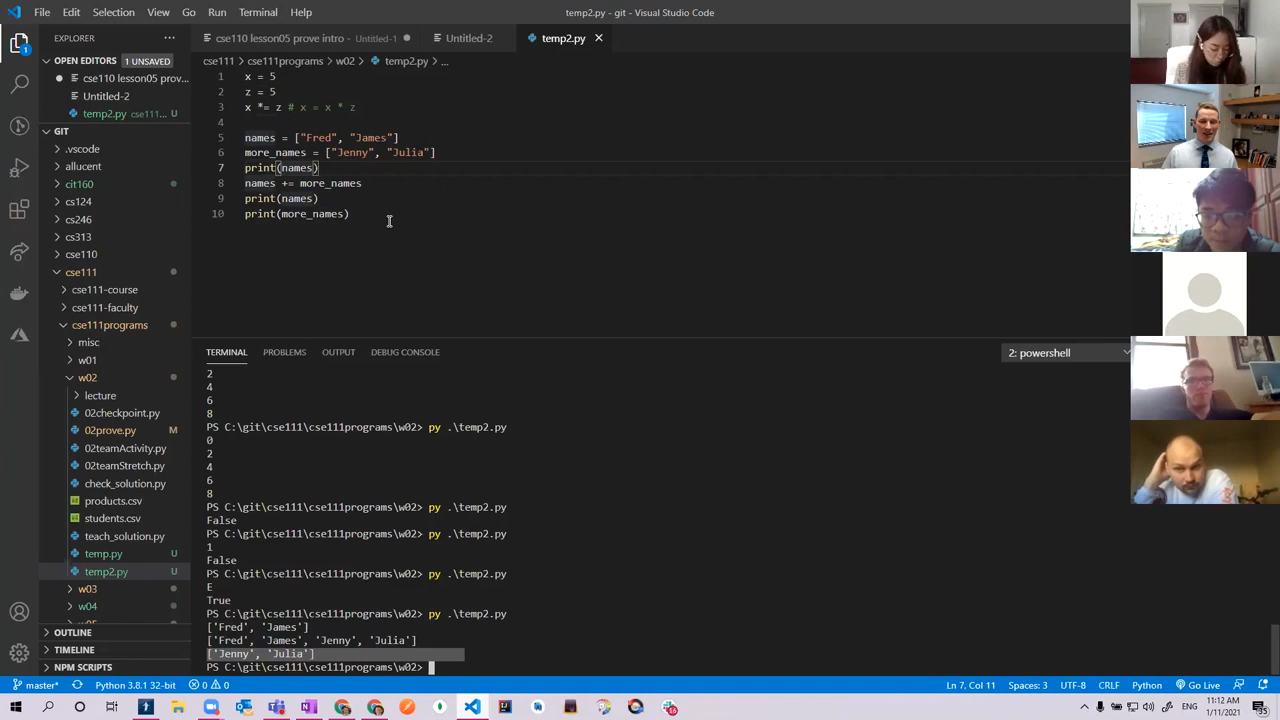 File Edit Selection View Go Run Terminal Help
temp2.py - git - Visual Studio Code
EXPLORER
cse110 lesson05 prove intro - Untitled-1
Untitled-2
temp2.py
OPEN EDITORS 1 UNSAVED
cse110 lesson05 prov...
Untitled-2
temp2.py cse111...
GIT
.vscode
allucent
cit160
cs124
cs246
cs313
cse110
cse111
cse111-course
cse111-faculty
cse111programs
misc
w01
w02
lecture
02checkpoint.py
02prove.py M
02teamActivity.py
02teamStretch.py
check_solution.py
products.csv
students.csv
teach_solution.py
temp.py U
temp2.py U
w03
w04
OUTLINE
TIMELINE
NPM SCRIPTS
cse111 > cse111programs > w02 > temp2.py > ...
1 x = 5
2 z = 5
3 x *= z # x = x * z
4
5 names = ["Fred", "James"]
6 more_names = ["Jenny", "Julia"]
7 print(names)
8 names += more_names
9 print(names)
10 print(more_names)
TERMINAL PROBLEMS OUTPUT DEBUG CONSOLE
2: powershell
2
4
6
8
PS C:\git\cse111\cse111programs\w02> py .\temp2.py
0
2
4
6
8
PS C:\git\cse111\cse111programs\w02> py .\temp2.py
False
PS C:\git\cse111\cse111programs\w02> py .\temp2.py
1
False
PS C:\git\cse111\cse111programs\w02> py .\temp2.py
E
True
PS C:\git\cse111\cse111programs\w02> py .\temp2.py
['Fred', 'James']
['Fred', 'James', 'Jenny', 'Julia']
['Jenny', 'Julia']
PS C:\git\cse111\cse111programs\w02>
master* Python 3.8.1 32-bit 0 0
Ln 7, Col 11 Spaces: 3 UTF-8 CRLF Python Go Live
11:12 AM
1/11/2021